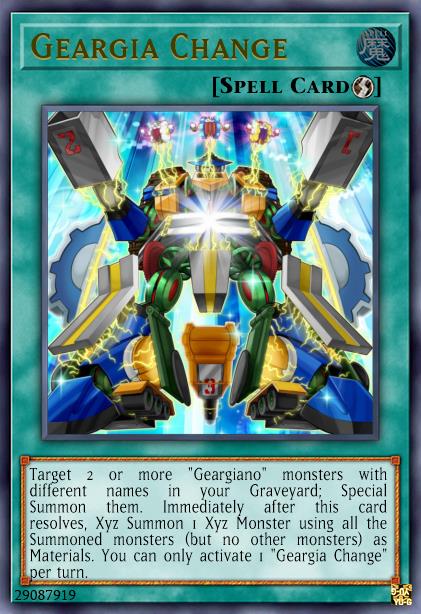 Geargia Change
魔
[Spell Card]
2
1
3
Target 2 or more "Geargiano" monsters with
different names in your Graveyard; Special
Summon them. Immediately after this card
resolves, Xyz Summon 1 Xyz Monster using all the
Summoned monsters (but no other monsters) as
Materials. You can only activate 1 "Geargia Change"
per turn.
29087919